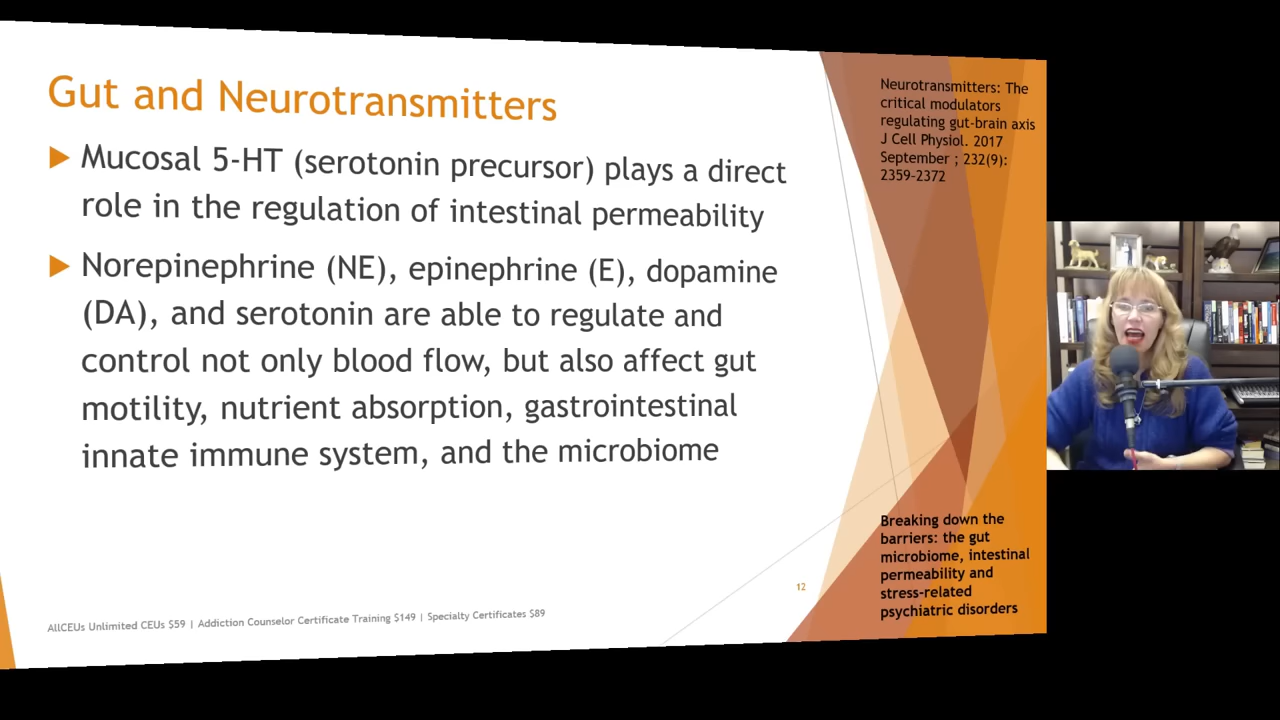 Gut and Neurotransmitters
Mucosal 5-HT (serotonin precursor) plays a direct
role in the regulation of intestinal permeability
Norepinephrine (NE), epinephrine (E), dopamine
(DA), and serotonin are able to regulate and
control not only blood flow, but also affect gut
motility, nutrient absorption, gastrointestinal
innate immune system, and the microbiome
Neurotransmitters: The
critical modulators
regulating gut-brain axis
J Cell Physiol. 2017
September ; 232(9):
2359–2372
Breaking down the
barriers: the gut
microbiome, intestinal
permeability and
stress-related
psychiatric disorders
12
AllCEUs Unlimited CEUs $59 | Addiction Counselor Certificate Training $149 | Specialty Certificates $89